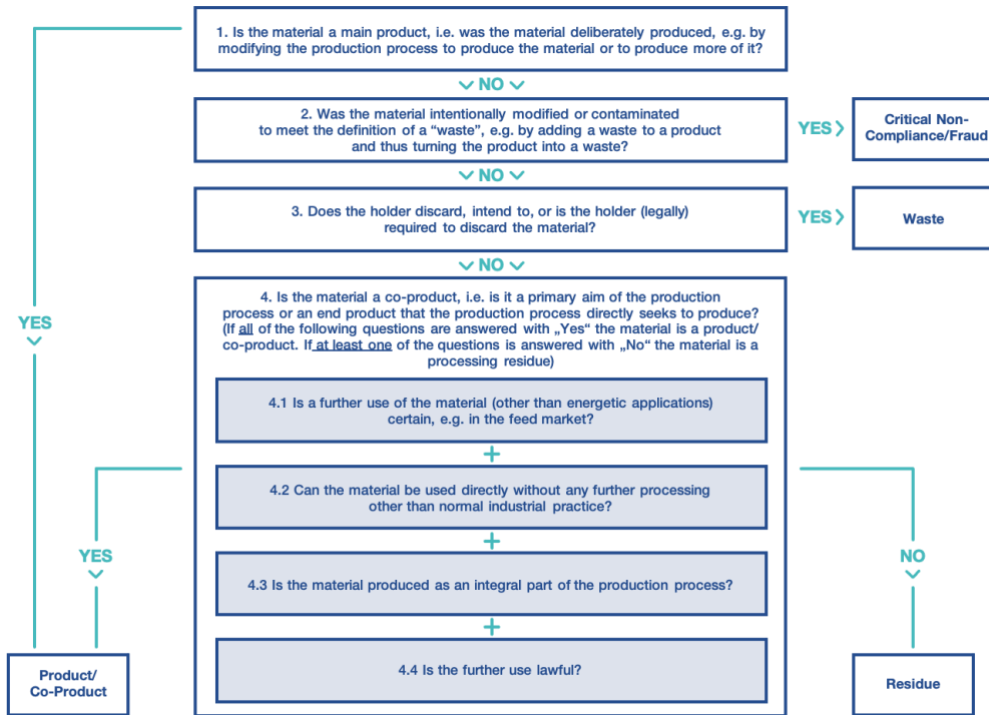 1. Is the material a main product, i.e. was the material deliberately produced, e.g. by
modifying the production process to produce the material or to produce more of it?
NO
2. Was the material intentionally modified or contaminated
to meet the definition of a “waste”, e.g. by adding a waste to a product
and thus turning the product into a waste?
YES
Critical Non-
Compliance/Fraud
NO
3. Does the holder discard, intend to, or is the holder (legally)
required to discard the material?
YES
Waste
NO
4. Is the material a co-product, i.e. is it a primary aim of the production
process or an end product that the production process directly seeks to produce?
(If all of the following questions are answered with „Yes“ the material is a product/
co-product. If at least one of the questions is answered with „No“ the material is a
processing residue)
YES
4.1 Is a further use of the material (other than energetic applications)
certain, e.g. in the feed market?
+
4.2 Can the material be used directly without any further processing
other than normal industrial practice?
+
YES
NO
4.3 Is the material produced as an integral part of the production process?
+
4.4 Is the further use lawful?
Product/
Co-Product
Residue